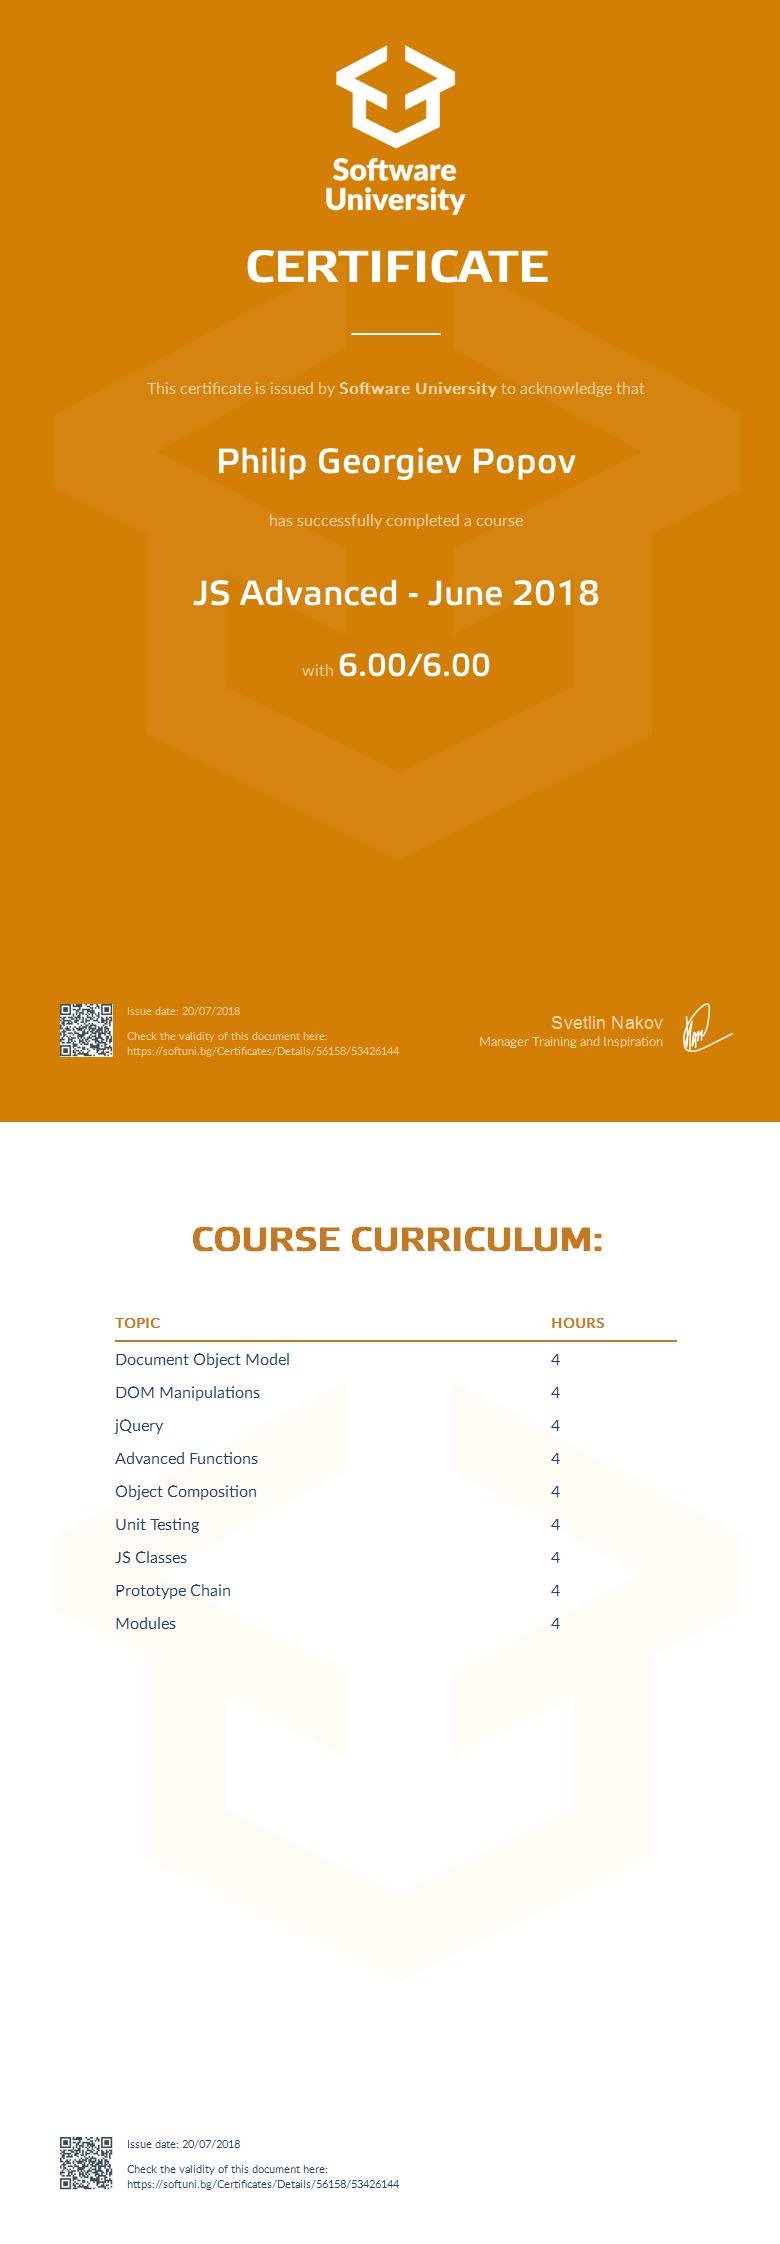 Software
University
CERTIFICATE
This certificate is issued by Software University to acknowledge that
Philip Georgiev Popov
has successfully completed a course
JS Advanced - June 2018
with 6.00/6.00
Issue date: 20/07/2018
Check the validity of this document here:
https://softuni.bg/Certificates/Details/56158/53426144
Svetlin Nakov
Manager Training and Inspiration
COURSE CURRICULUM:
TOPIC HOURS
Document Object Model 4
DOM Manipulations 4
jQuery 4
Advanced Functions 4
Object Composition 4
Unit Testing 4
JS Classes 4
Prototype Chain 4
Modules 4
Issue date: 20/07/2018
Check the validity of this document here:
https://softuni.bg/Certificates/Details/56158/53426144